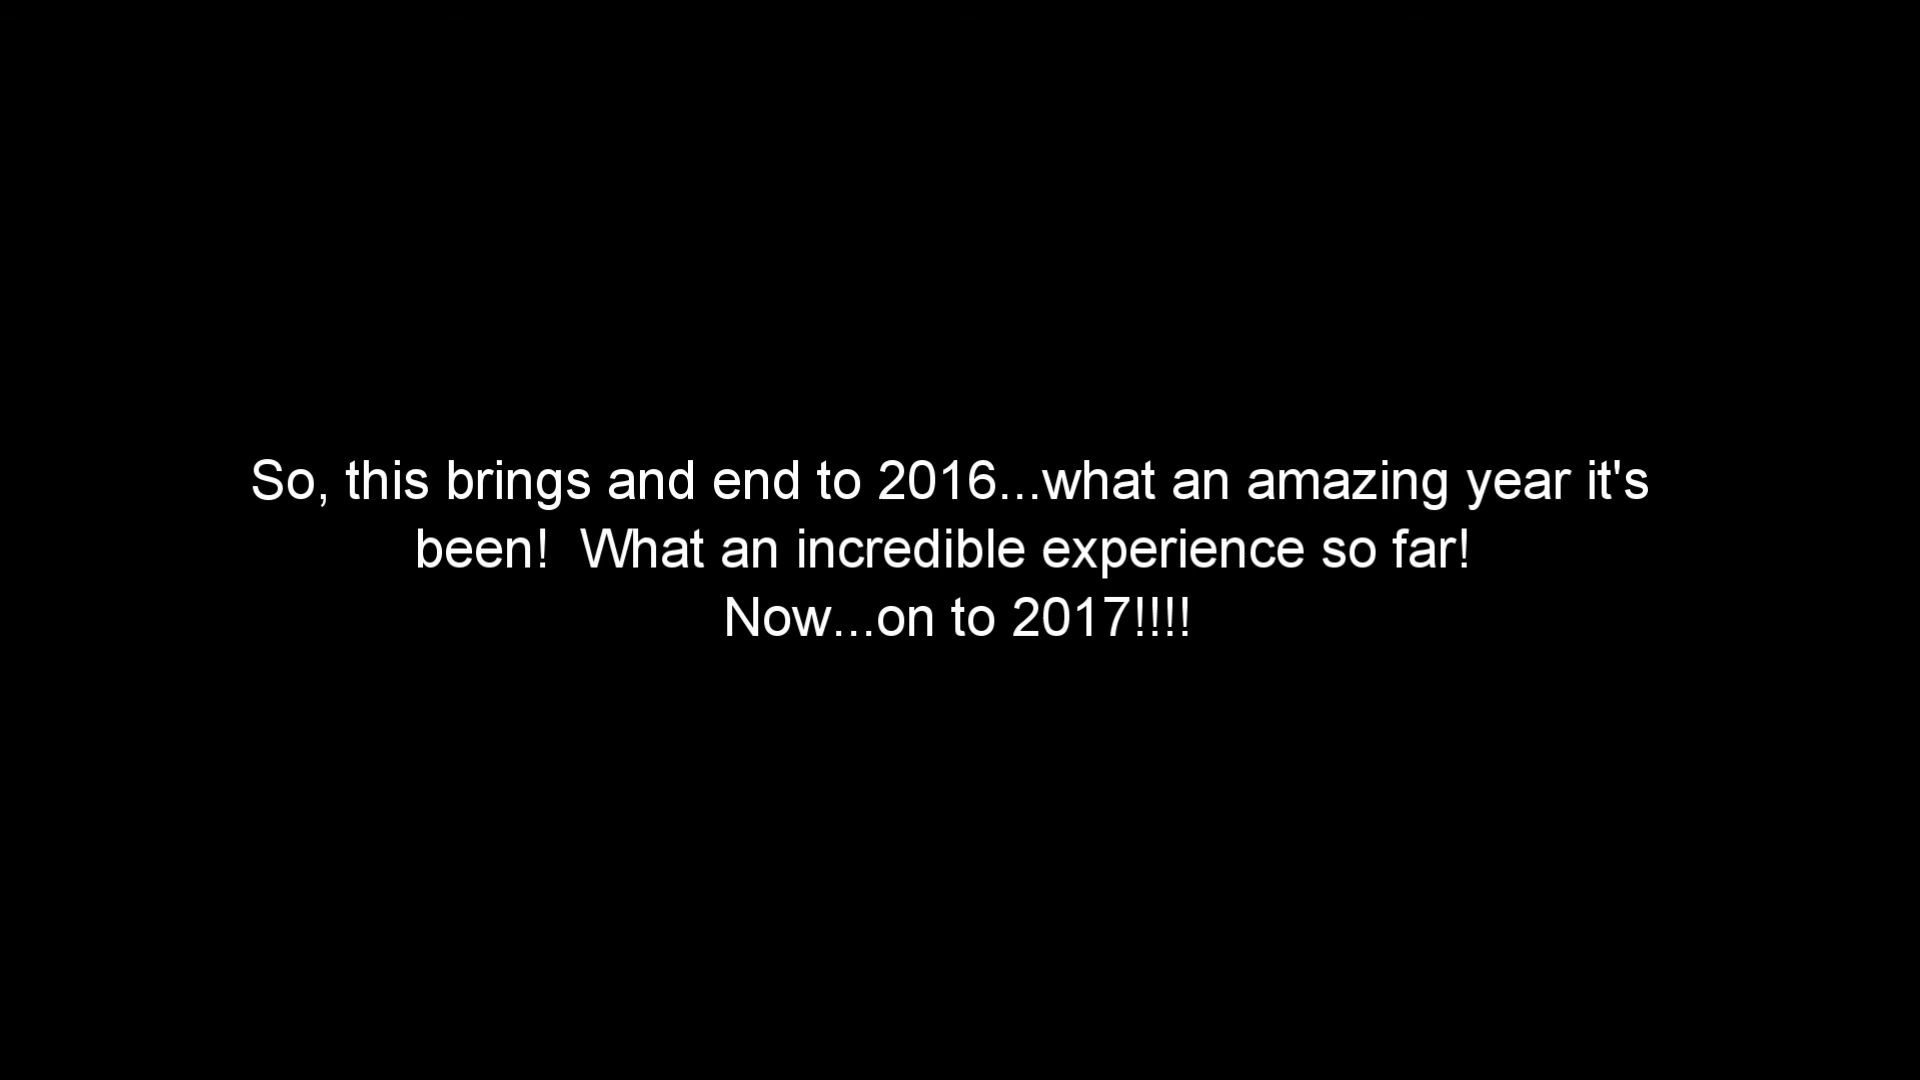 So, this brings and end to 2016...what an amazing year it's
been!  What an incredible experience so far!
Now...on to 2017!!!!